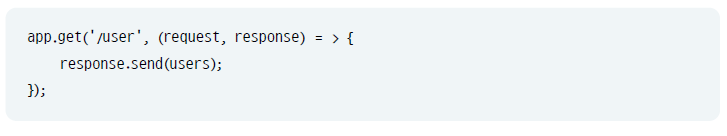 app.get('/user', (request, response) = > {
    response.send(users);
});